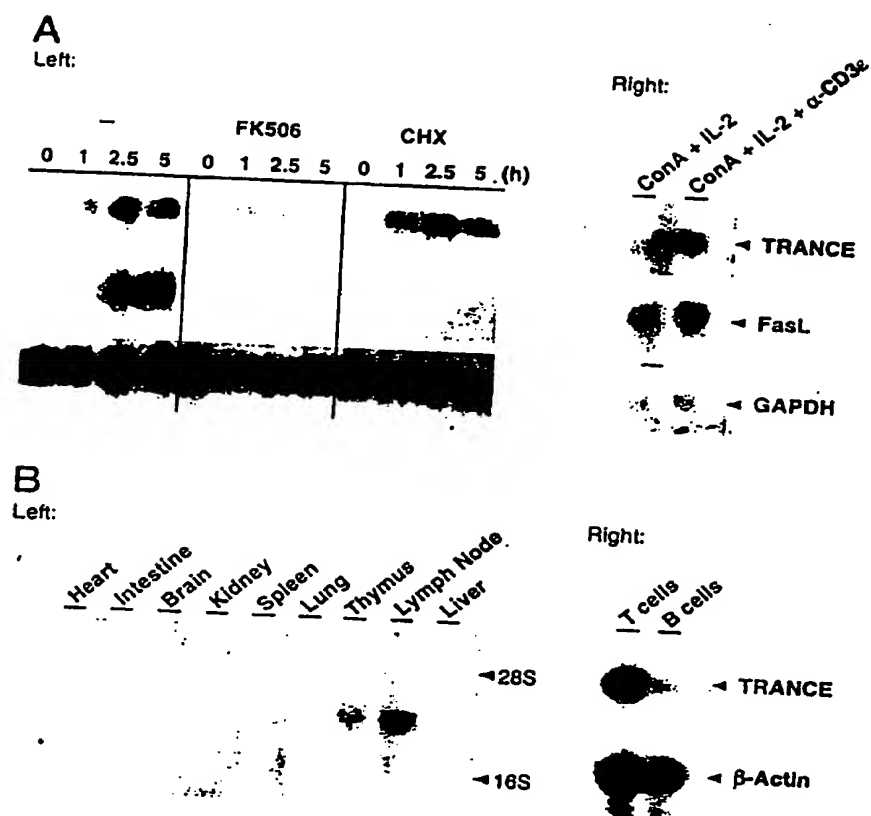 A
Left:
Right:
– FK506 CHX
0 1 2.5 5 0 1 2.5 5 0 1 2.5 5 (h)
ConA + IL-2
ConA + IL-2 + α-CD3ε
TRANCE
FasL
GAPDH
B
Left:
Right:
Heart
Intestine
Brain
Kidney
Spleen
Lung
Thymus
Lymph Node
Liver
T cells
B cells
28S
16S
TRANCE
β-Actin